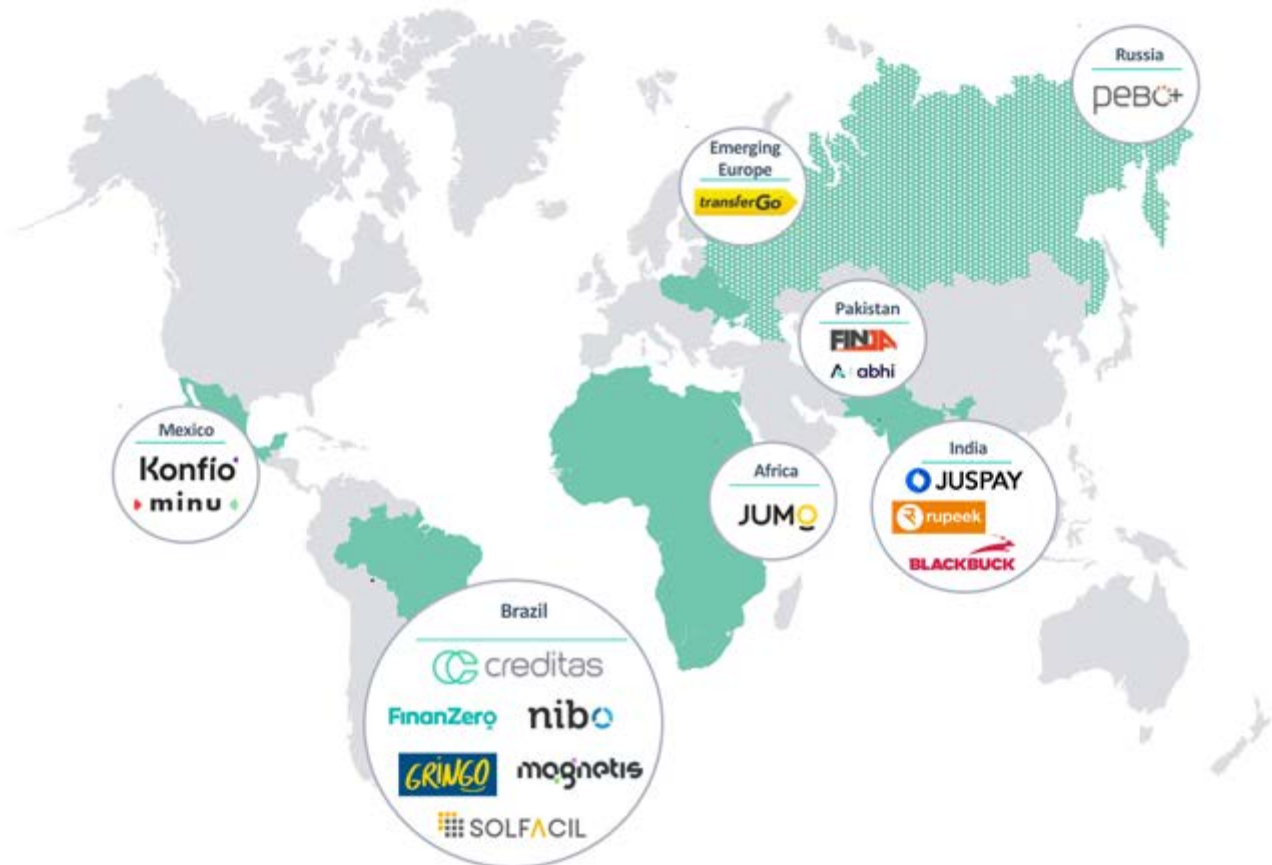 Russia
ревo+
Emerging
Europe
transferGo
Pakistan
FINJA
abhi
Mexico
Konfío
minu
Africa
JUMO
India
JUSPAY
rupeek
BLACKBUCK
Brazil
creditas
FinanZero
nibo
GRINGO
magnetis
SOLFACIL